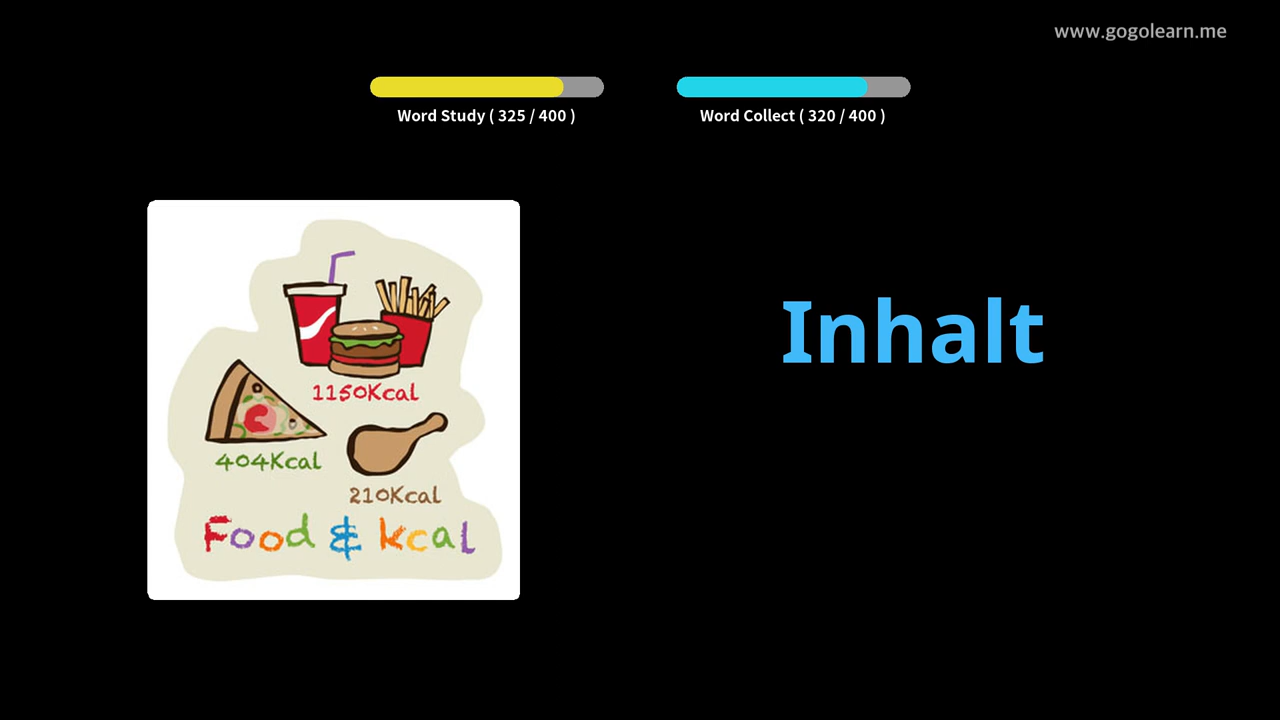 www.gogolearn.me
Word Study ( 325 / 400 )
Word Collect ( 320 / 400 )
Inhalt
1150Kcal
404Kcal
210Kcal
Food & kcal